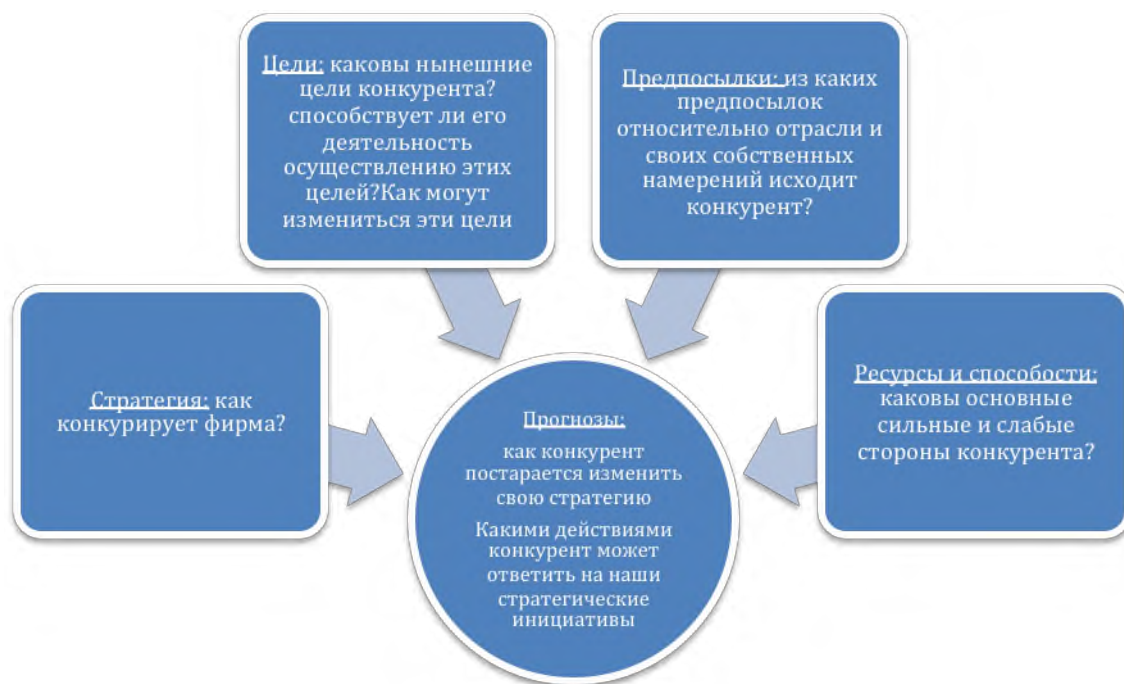 Цели: каковы нынешние
цели конкурента?
способствует ли его
деятельность
осуществлению этих
целей?Как могут
измениться эти цели
Предпосылки: из каких
предпосылок
относительно отрасли и
своих собственных
намерений исходит
конкурент?
Стратегия: как
конкурирует фирма?
Прогнозы:
как конкурент
постарается изменить
свою стратегию
Какими действиями
конкурент может
ответить на наши
стратегические
инициативы
Ресурсы и способости:
каковы основные
сильные и слабые
стороны конкурента?